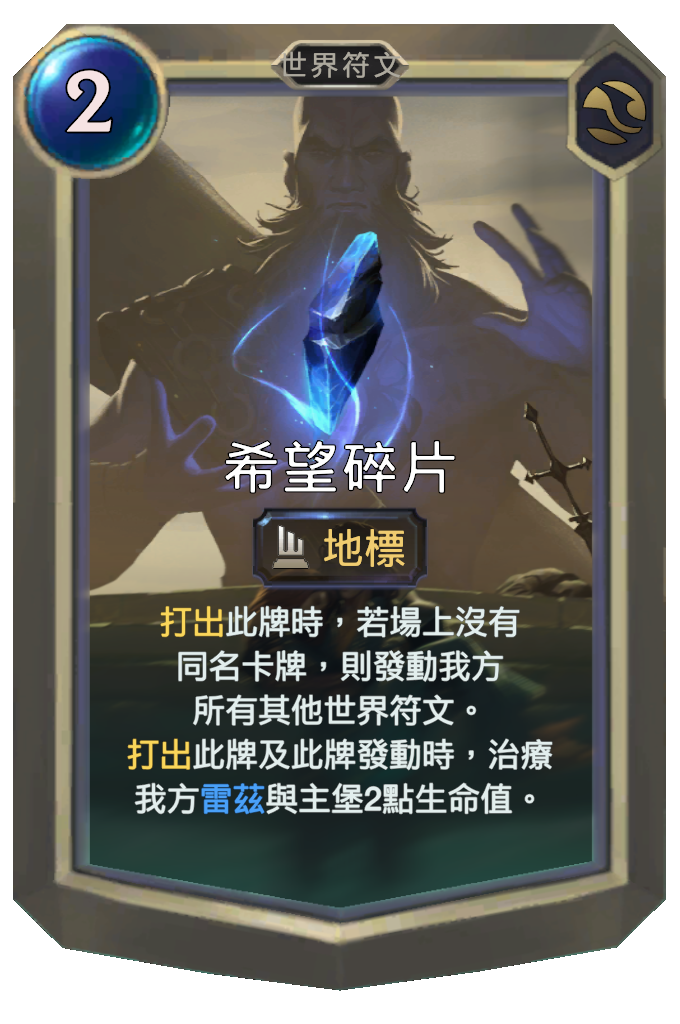 世界符文
2
希望碎片
地標
打出此牌時，若場上沒有
同名卡牌，則發動我方
所有其他世界符文。
打出此牌及此牌發動時，治療
我方雷茲與主堡2點生命值。